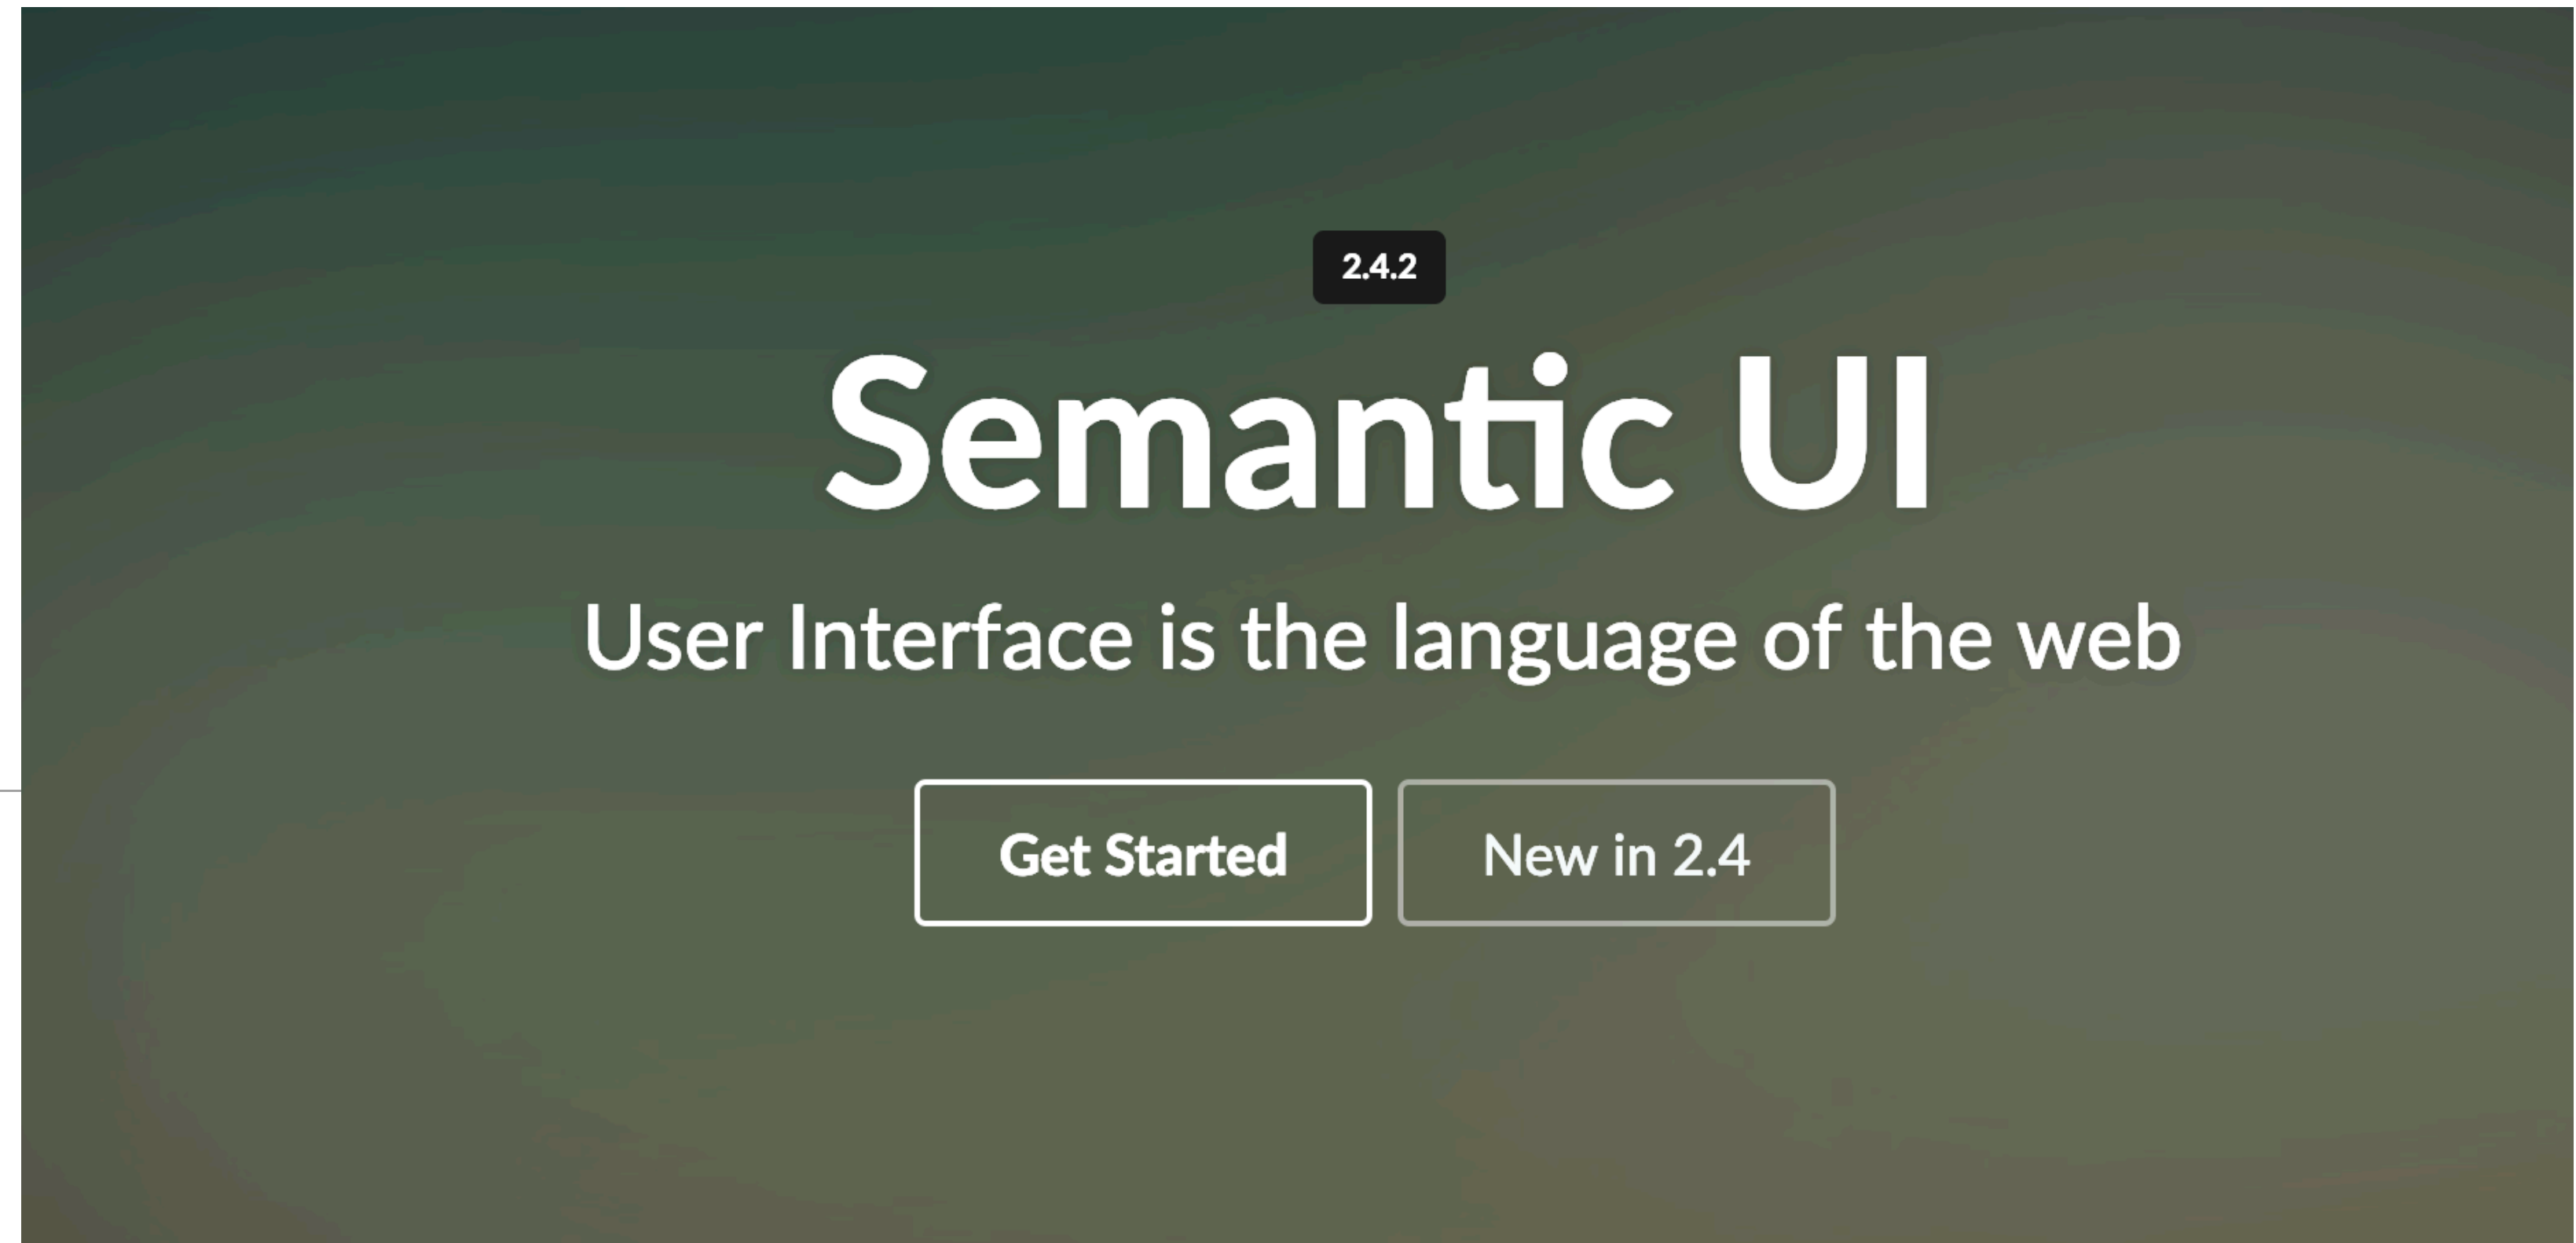 2.4.2
Semantic UI
User Interface is the language of the web
Get Started New in 2.4